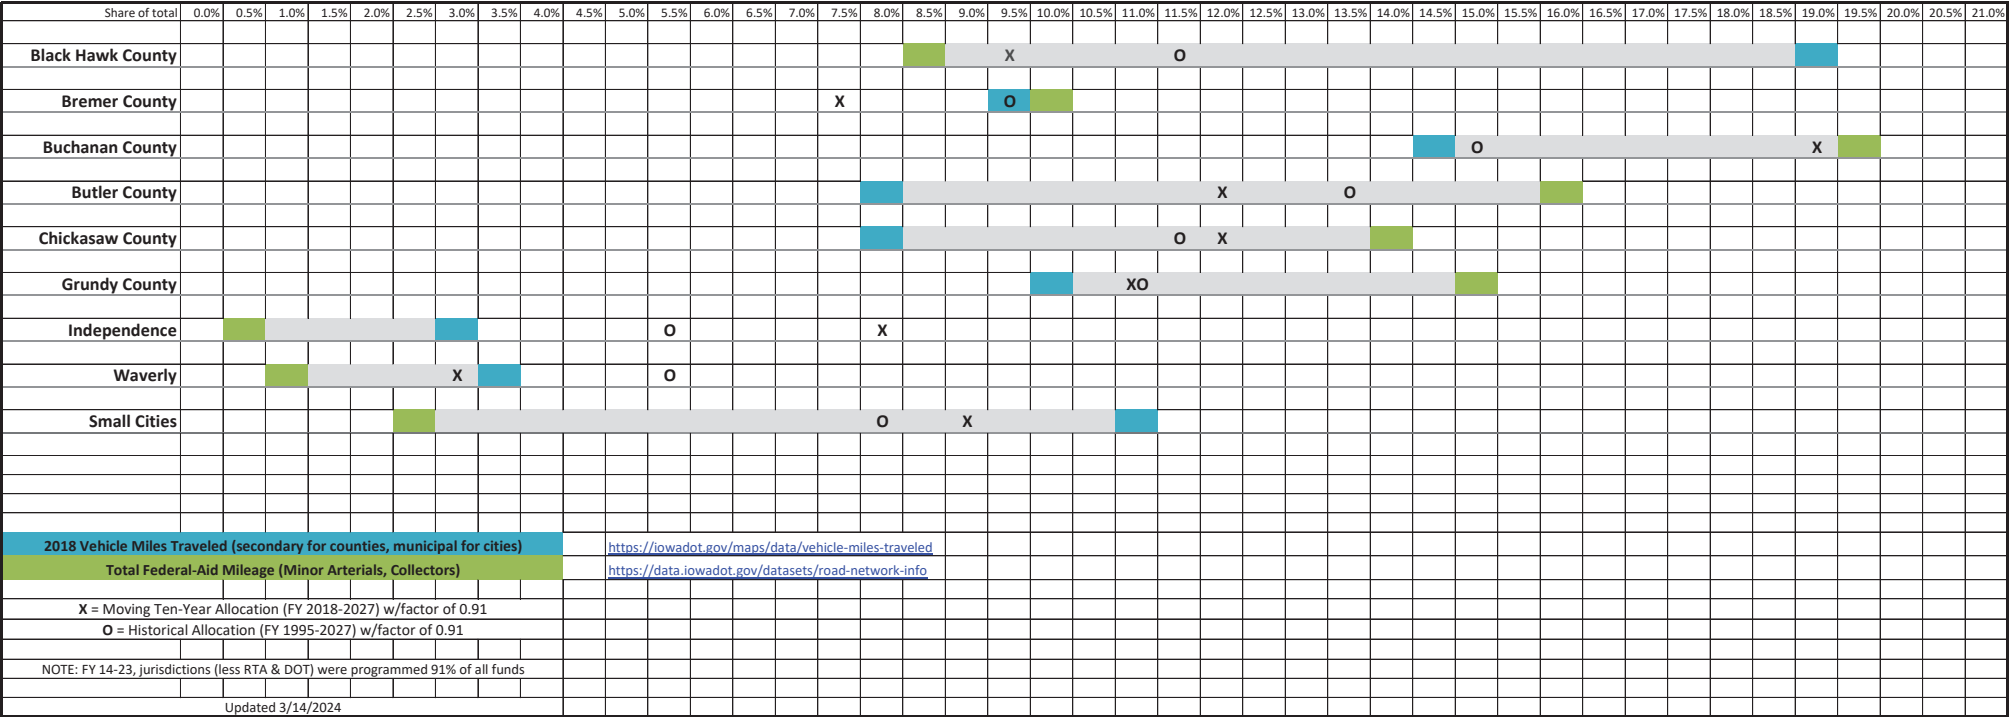 Share of total 0.0% 0.5% 1.0% 1.5% 2.0% 2.5% 3.0% 3.5% 4.0% 4.5% 5.0% 5.5% 6.0% 6.5% 7.0% 7.5% 8.0% 8.5% 9.0% 9.5% 10.0% 10.5% 11.0% 11.5% 12.0% 12.5% 13.0% 13.5% 14.0% 14.5% 15.0% 15.5% 16.0% 16.5% 17.0% 17.5% 18.0% 18.5% 19.0% 19.5% 20.0% 20.5% 21.0%
Black Hawk County X O
Bremer County X O
Buchanan County O X
Butler County X O
Chickasaw County O X
Grundy County XO
Independence O X
Waverly X O
Small Cities O X
2018 Vehicle Miles Traveled (secondary for counties, municipal for cities) https://iowadot.gov/maps/data/vehicle-miles-traveled
Total Federal-Aid Mileage (Minor Arterials, Collectors) https://data.iowadot.gov/datasets/road-network-info
X = Moving Ten-Year Allocation (FY 2018-2027) w/factor of 0.91
O = Historical Allocation (FY 1995-2027) w/factor of 0.91
NOTE: FY 14-23, jurisdictions (less RTA & DOT) were programmed 91% of all funds
Updated 3/14/2024